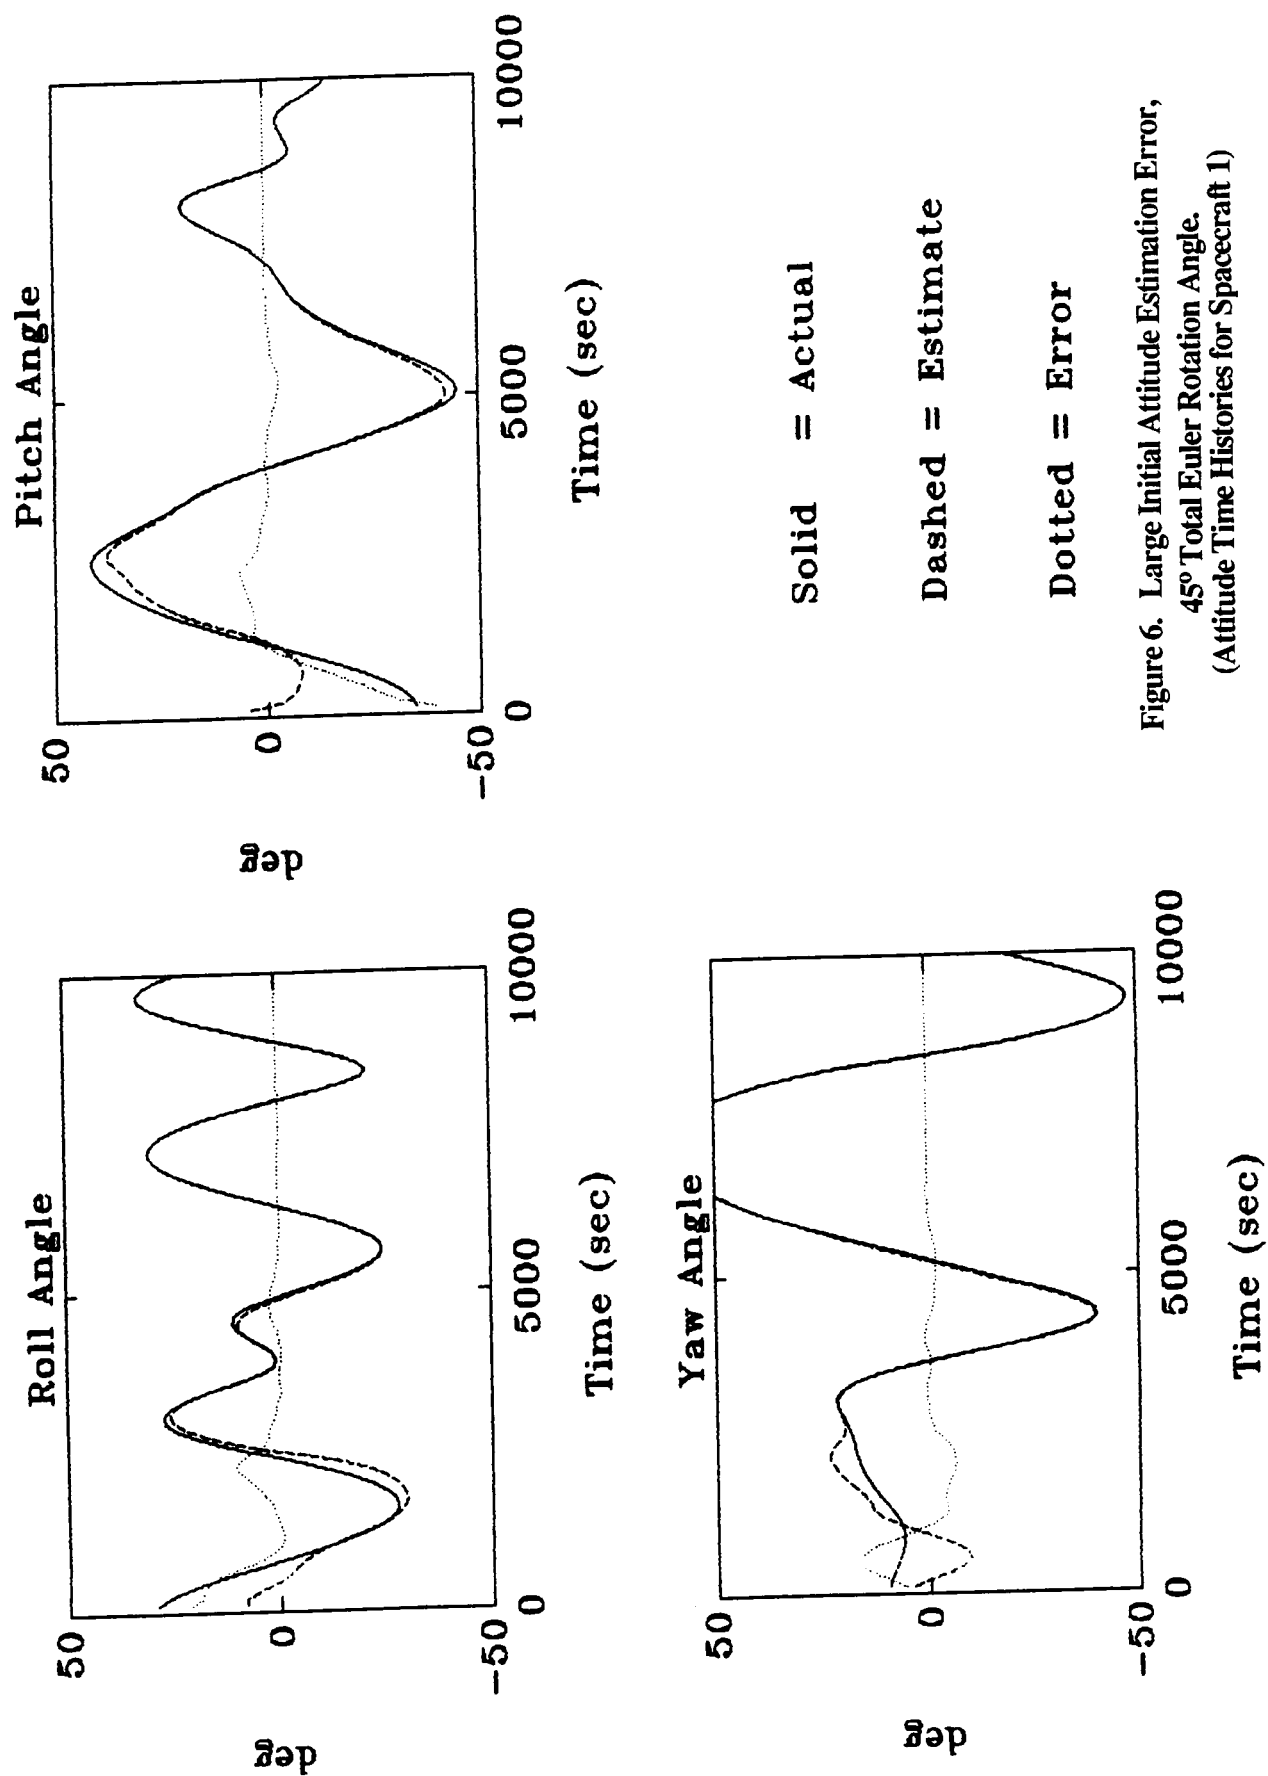 Roll Angle
50
0
-50
deg
0
5000
10000
Time (sec)
Pitch Angle
50
0
-50
deg
0
5000
10000
Time (sec)
Yaw Angle
50
0
-50
deg
0
5000
10000
Time (sec)
Solid = Actual
Dashed = Estimate
Dotted = Error
Figure 6. Large Initial Attitude Estimation Error,
45º Total Euler Rotation Angle.
(Attitude Time Histories for Spacecraft 1)